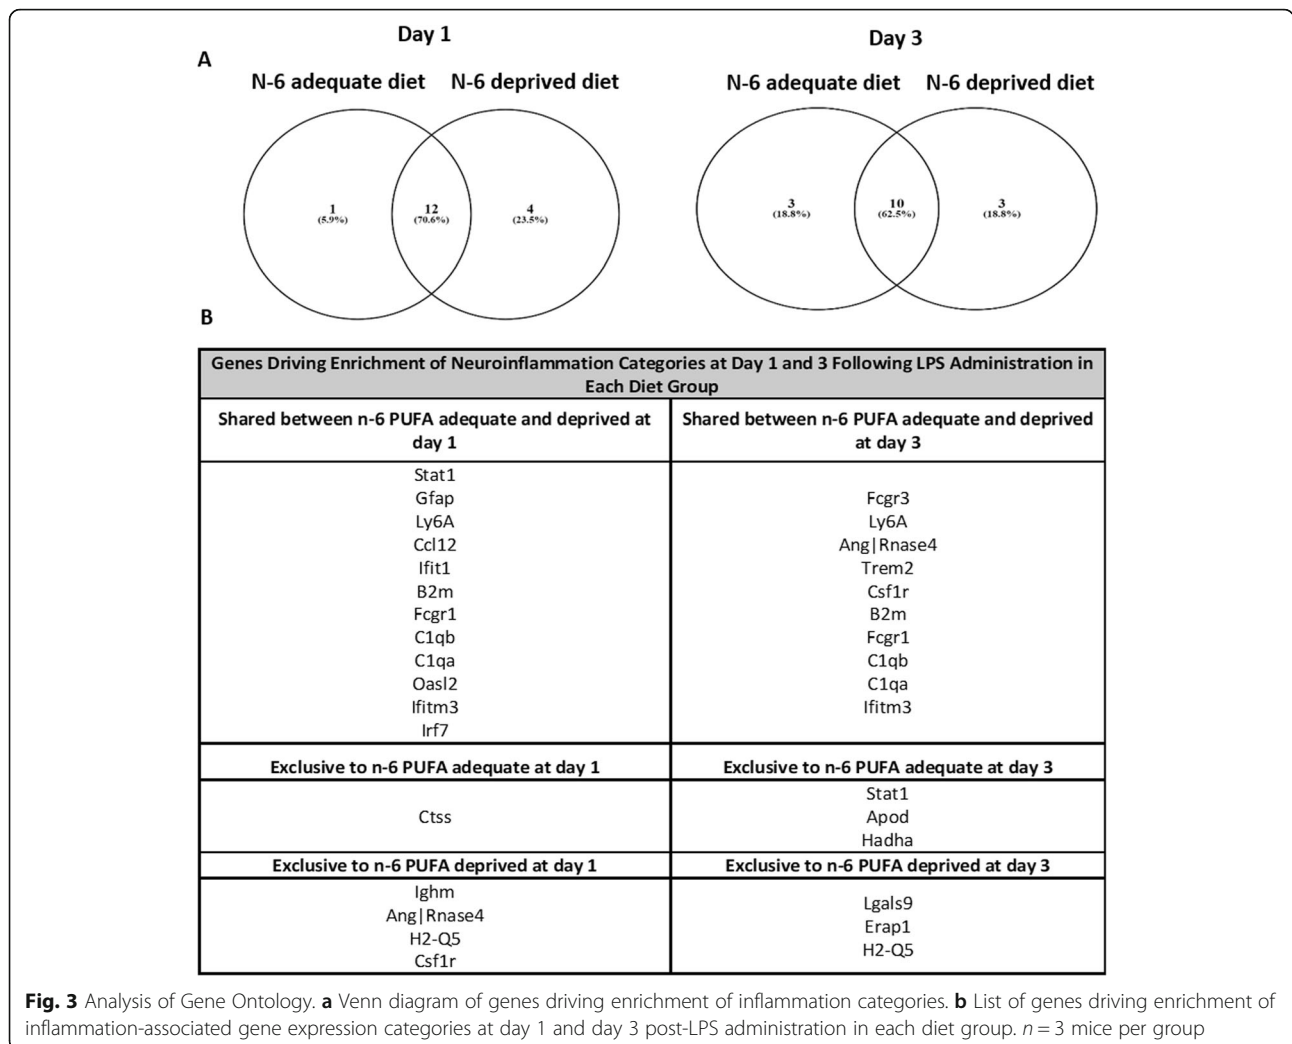 Day 1
Day 3
A
N-6 adequate diet
N-6 deprived diet
N-6 adequate diet
N-6 deprived diet
1
(5.9%)
12
(70.6%)
4
(23.5%)
3
(18.8%)
10
(62.5%)
3
(18.8%)
B
Genes Driving Enrichment of Neuroinflammation Categories at Day 1 and 3 Following LPS Administration in
Each Diet Group
Shared between n-6 PUFA adequate and deprived at
day 1
Shared between n-6 PUFA adequate and deprived
at day 3
Stat1
Gfap
Ly6A
Ccl12
Ifit1
B2m
Fcgr1
C1qb
C1qa
Oasl2
Ifitm3
Irf7
Fcgr3
Ly6A
Ang|Rnase4
Trem2
Csf1r
B2m
Fcgr1
C1qb
C1qa
Ifitm3
Exclusive to n-6 PUFA adequate at day 1
Exclusive to n-6 PUFA adequate at day 3
Ctss
Stat1
Apod
Hadha
Exclusive to n-6 PUFA deprived at day 1
Exclusive to n-6 PUFA deprived at day 3
Ighm
Ang|Rnase4
H2-Q5
Csf1r
Lgals9
Erap1
H2-Q5
Fig. 3 Analysis of Gene Ontology. a Venn diagram of genes driving enrichment of inflammation categories. b List of genes driving enrichment of
inflammation-associated gene expression categories at day 1 and day 3 post-LPS administration in each diet group. n = 3 mice per group